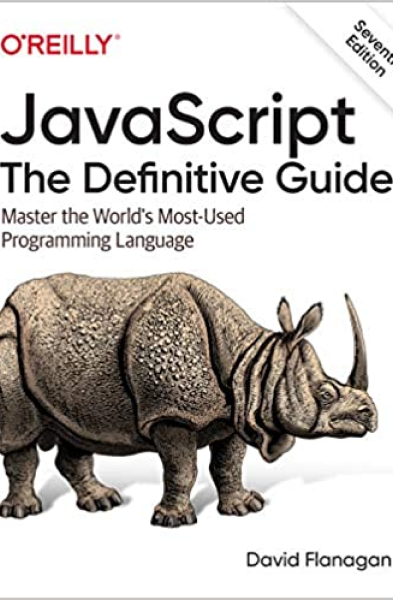 O'REILLY®
Seventh
Edition
JavaScript
The Definitive Guide
Master the World's Most-Used
Programming Language
David Flanagan